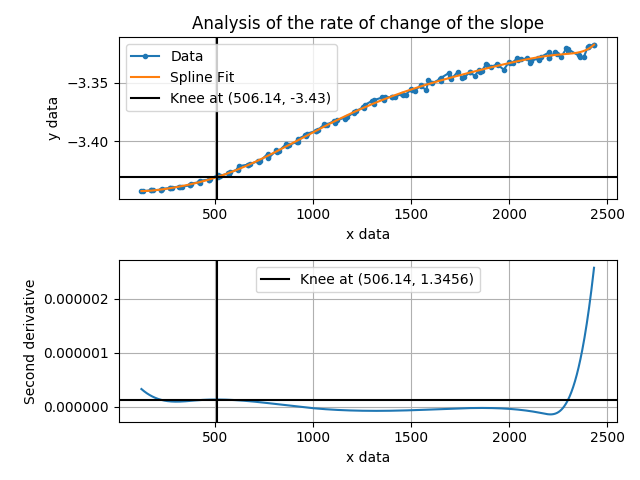 Analysis of the rate of change of the slope
Data
Spline Fit
Knee at (506.14, -3.43)
y data
−3.35
−3.40
500 1000 1500 2000 2500
x data
Knee at (506.14, 1.3456)
Second derivative
0.000002
0.000001
0.000000
500 1000 1500 2000 2500
x data